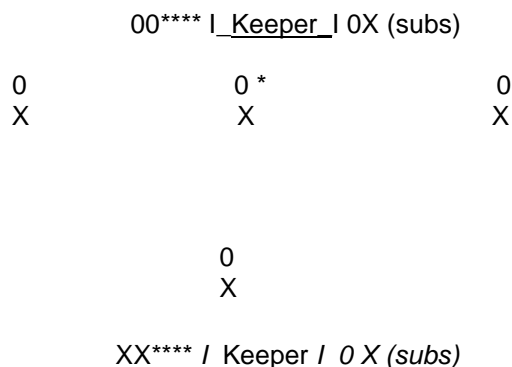 00**** I_Keeper_I 0X (subs)
0 0 * 0
X X X
0
X
XX**** I Keeper I 0 X (subs)